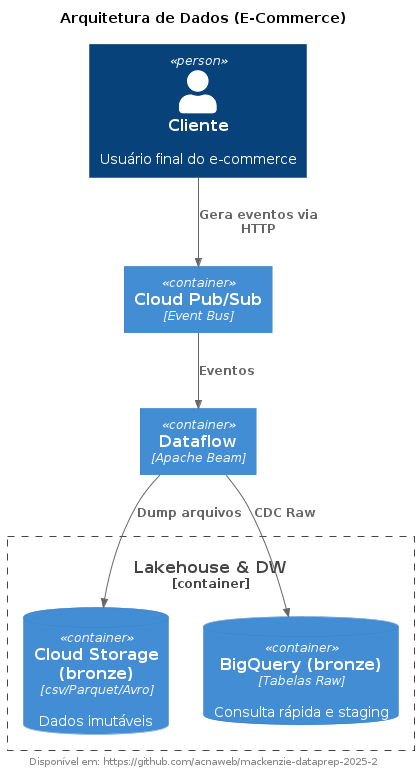 Arquitetura de Dados (E-Commerce)
«person»
Cliente
Usuário final do e-commerce
Gera eventos via
HTTP
«container»
Cloud Pub/Sub
[Event Bus]
Eventos
«container»
Dataflow
[Apache Beam]
Dump arquivos
CDC Raw
Lakehouse & DW
[container]
«container»
Cloud Storage
(bronze)
[csv/Parquet/Avro]
Dados imutáveis
«container»
BigQuery (bronze)
[Tabelas Raw]
Consulta rápida e staging
Disponível em: https://github.com/acnaweb/mackenzie-dataprep-2025-2